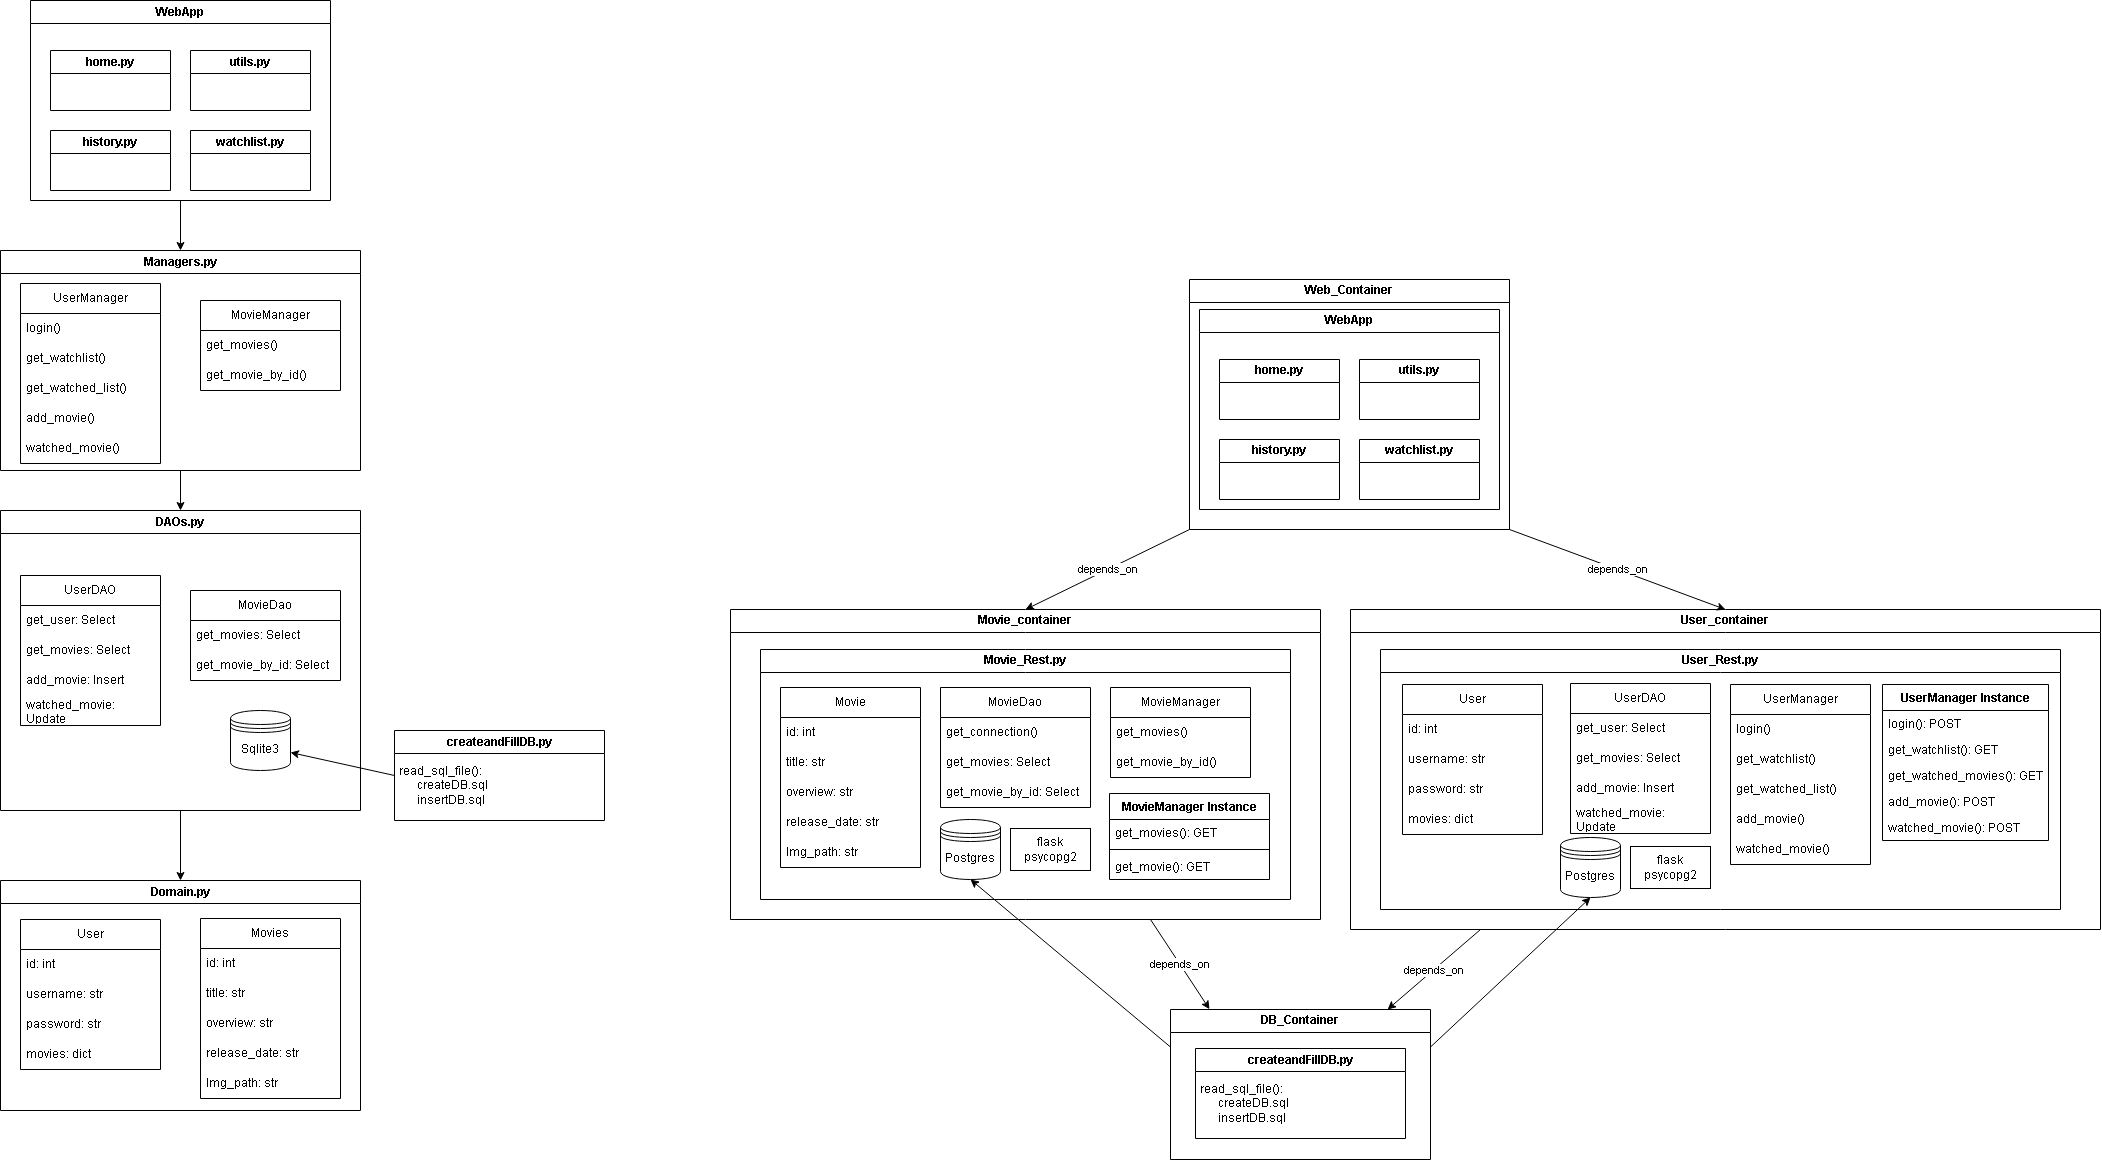 WebApp
home.py
utils.py
history.py
watchlist.py
Managers.py
UserManager
login()
get_watchlist()
get_watched_list()
add_movie()
watched_movie()
MovieManager
get_movies()
get_movie_by_id()
DAOs.py
UserDAO
get_user: Select
get_movies: Select
add_movie: Insert
watched_movie:
Update
MovieDao
get_movies: Select
get_movie_by_id: Select
Sqlite3
createandFillDB.py
read_sql_file():
createDB.sql
insertDB.sql
Domain.py
User
id: int
username: str
password: str
movies: dict
Movies
id: int
title: str
overview: str
release_date: str
Img_path: str
Web_Container
WebApp
home.py
utils.py
history.py
watchlist.py
depends_on
depends_on
Movie_container
Movie_Rest.py
Movie
id: int
title: str
overview: str
release_date: str
Img_path: str
MovieDao
get_connection()
get_movies: Select
get_movie_by_id: Select
MovieManager
get_movies()
get_movie_by_id()
MovieManager Instance
get_movies(): GET
get_movie(): GET
Postgres
flask
psycopg2
User_container
User_Rest.py
User
id: int
username: str
password: str
movies: dict
UserDAO
get_user: Select
get_movies: Select
add_movie: Insert
watched_movie:
Update
UserManager
login()
get_watchlist()
get_watched_list()
add_movie()
watched_movie()
UserManager Instance
login(): POST
get_watchlist(): GET
get_watched_movies(): GET
add_movie(): POST
watched_movie(): POST
Postgres
flask
psycopg2
depends_on
depends_on
DB_Container
createandFillDB.py
read_sql_file():
createDB.sql
insertDB.sql